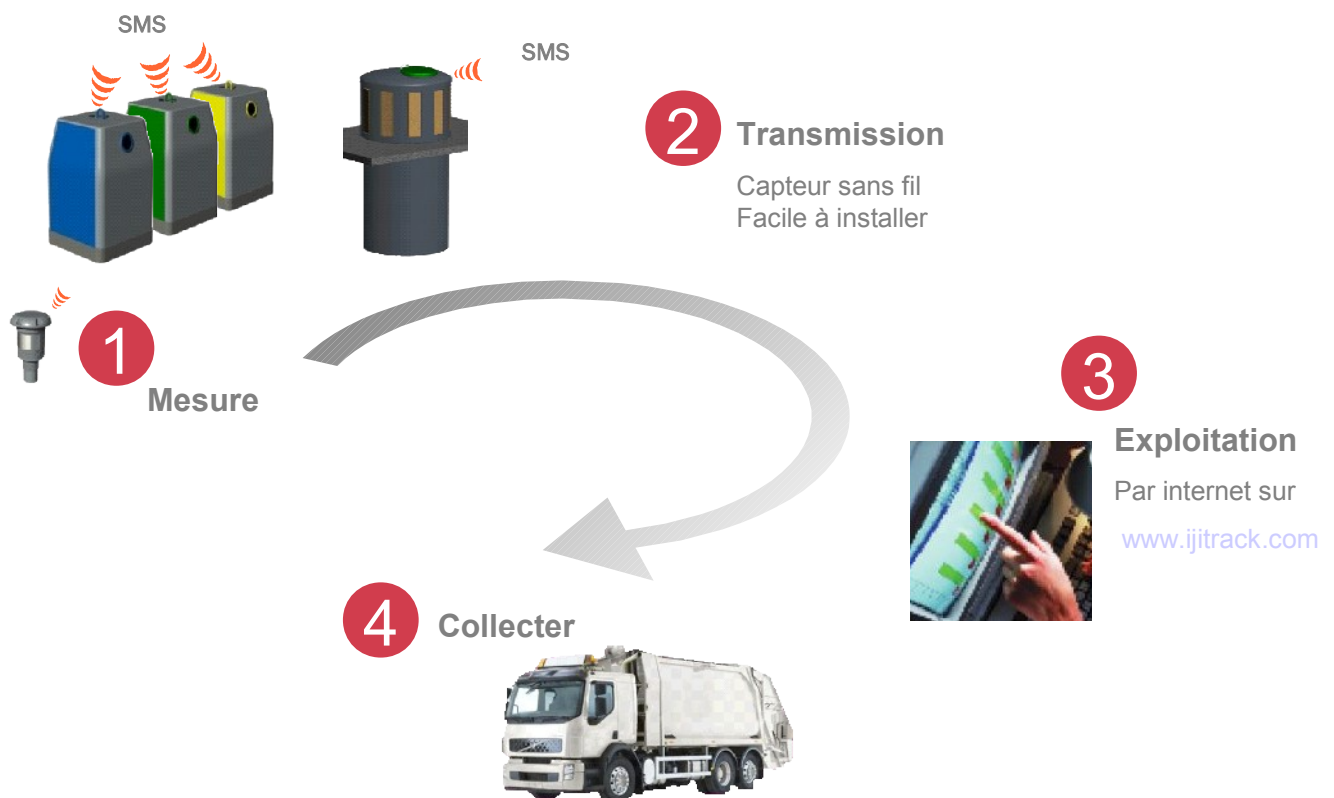 SMS
SMS
2
Transmission
Capteur sans fil
Facile à installer
1
Mesure
3
Exploitation
Par internet sur
www.ijitrack.com
4
Collecter